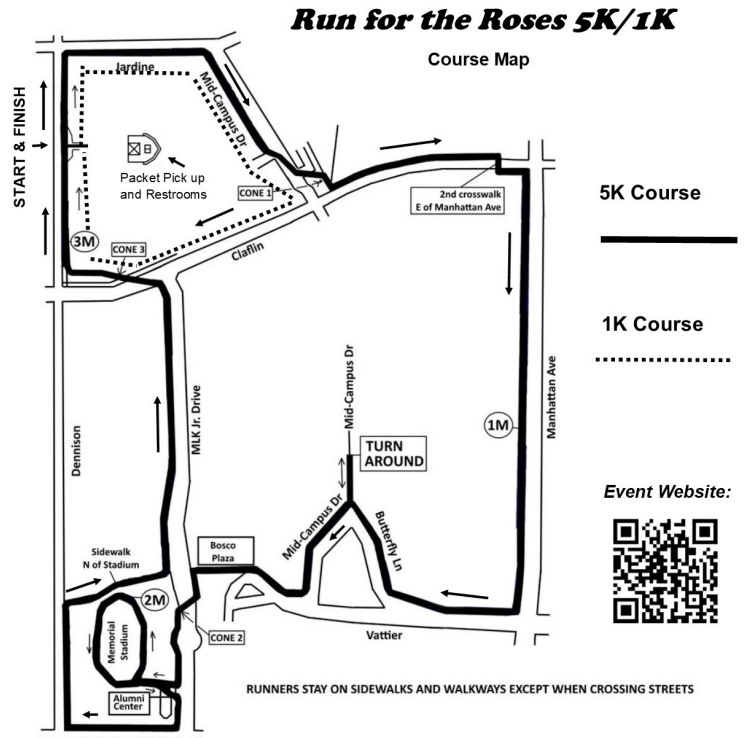 Run for the Roses 5K/1K
Course Map
Jardine
Mid-Campus Dr
START & FINISH
Packet Pick up
and Restrooms
CONE 1
2nd crosswalk
E of Manhattan Ave
5K Course
3M
CONE 3
Claflin
1K Course
Mid-Campus Dr
Manhattan Ave
MLK Jr. Drive
1M
TURN
AROUND
Dennison
Event Website:
Mid-Campus Dr
Butterfly Ln
Bosco
Plaza
Sidewalk
N of Stadium
2M
Memorial
Stadium
CONE 2
Vattier
Alumni
Center
RUNNERS STAY ON SIDEWALKS AND WALKWAYS EXCEPT WHEN CROSSING STREETS